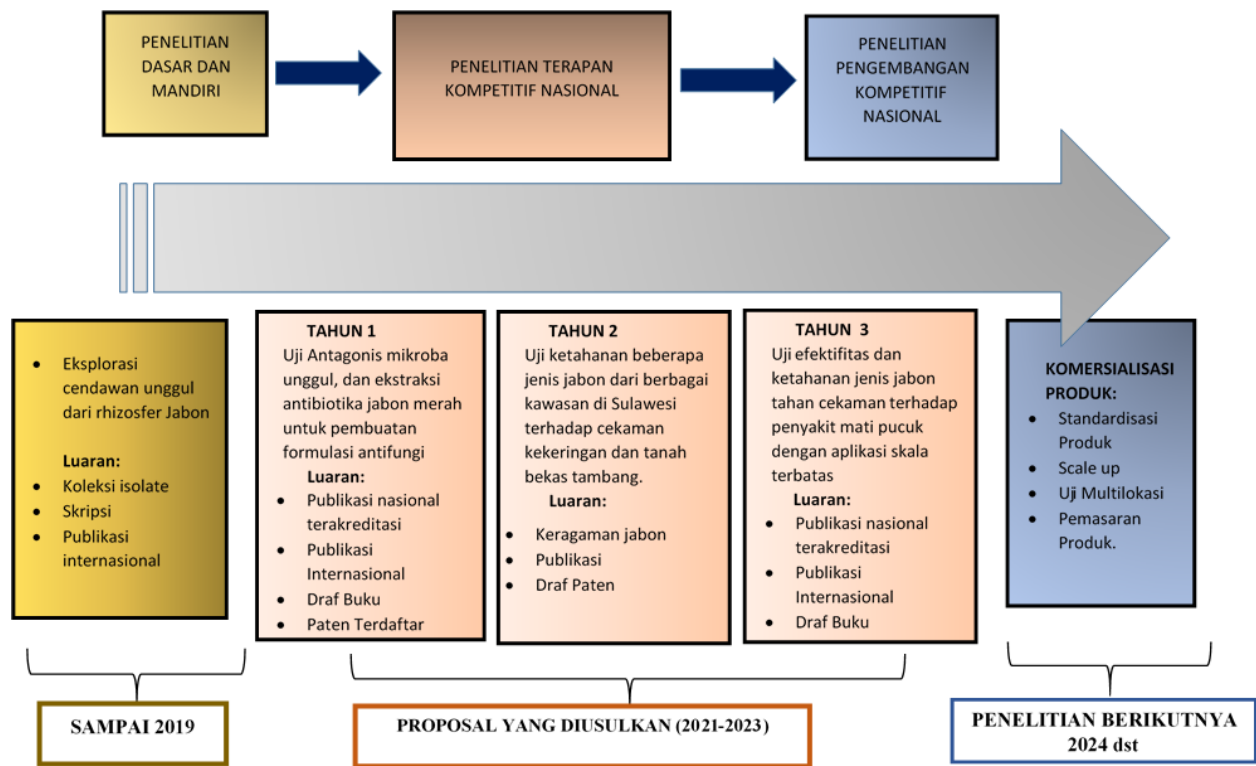 PENELITIAN
DASAR DAN
MANDIRI
PENELITIAN TERAPAN
KOMPETITIF NASIONAL
PENELITIAN
PENGEMBANGAN
KOMPETITIF
NASIONAL
• Eksplorasi
cendawan unggul
dari rhizosfer Jabon
Luaran:
• Koleksi isolate
• Skripsi
• Publikasi
internasional
TAHUN 1
Uji Antagonis mikroba
unggul, dan ekstraksi
antibiotika jabon merah
untuk pembuatan
formulasi antifungi
Luaran:
• Publikasi nasional
terakreditasi
• Publikasi
Internasional
• Draf Buku
• Paten Terdaftar
TAHUN 2
Uji ketahanan beberapa
jenis jabon dari berbagai
kawasan di Sulawesi
terhadap cekaman
kekeringan dan tanah
bekas tambang.
Luaran:
• Keragaman jabon
• Publikasi
• Draf Paten
TAHUN 3
Uji efektifitas dan
ketahanan jenis jabon
tahan cekaman terhadap
penyakit mati pucuk
dengan aplikasi skala
terbatas
Luaran:
• Publikasi nasional
terakreditasi
• Publikasi
Internasional
• Draf Buku
KOMERSIALISASI
PRODUK:
• Standardisasi
Produk
• Scale up
• Uji Multilokasi
• Pemasaran
Produk.
SAMPAI 2019
PROPOSAL YANG DIUSULKAN (2021-2023)
PENELITIAN BERIKUTNYA
2024 dst